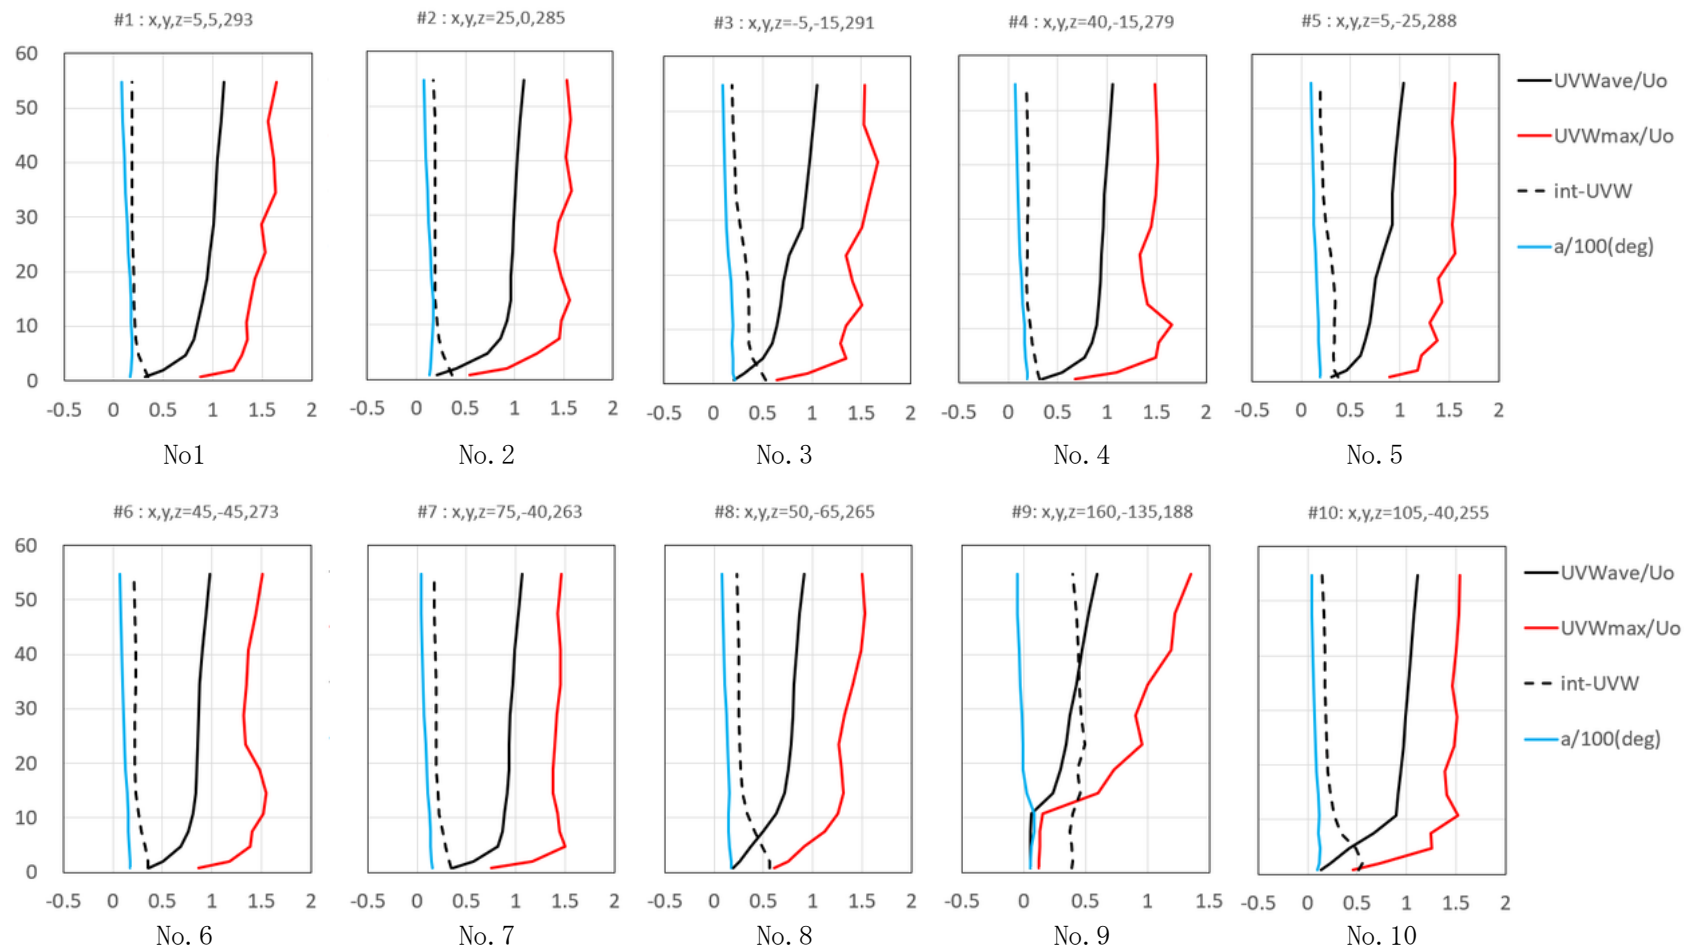 #1 : x,y,z=5,5,293
#2 : x,y,z=25,0,285
#3 : x,y,z=-5,-15,291
#4 : x,y,z=40,-15,279
#5 : x,y,z=5,-25,288
60
50
40
30
20
10
0
-0.5 0 0.5 1 1.5 2
-0.5 0 0.5 1 1.5 2
-0.5 0 0.5 1 1.5 2
-0.5 0 0.5 1 1.5 2
-0.5 0 0.5 1 1.5 2
UVWave/Uo
UVWmax/Uo
int-UVW
a/100(deg)
No1
No.2
No.3
No.4
No.5
#6 : x,y,z=45,-45,273
#7 : x,y,z=75,-40,263
#8: x,y,z=50,-65,265
#9: x,y,z=160,-135,188
#10: x,y,z=105,-40,255
60
50
40
30
20
10
0
-0.5 0 0.5 1 1.5 2
-0.5 0 0.5 1 1.5 2
-0.5 0 0.5 1 1.5 2
-0.5 0 0.5 1 1.5
-0.5 0 0.5 1 1.5 2
UVWave/Uo
UVWmax/Uo
int-UVW
a/100(deg)
No.6
No.7
No.8
No.9
No.10